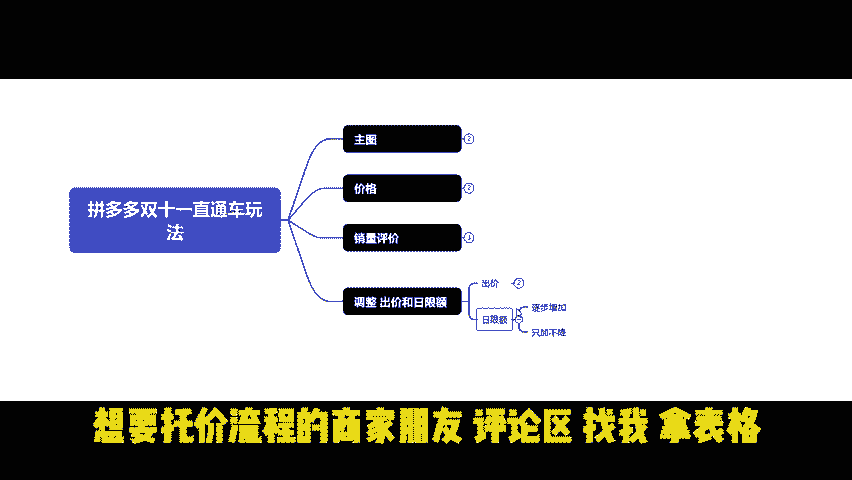 拼多多双十一直通车玩
法
主图
2
价格
2
销量评价
1
调整 出价和日限额
出价
2
日限额
逐步增加
只加不降
想要托价流程的商家朋友 评论区 找我 拿表格